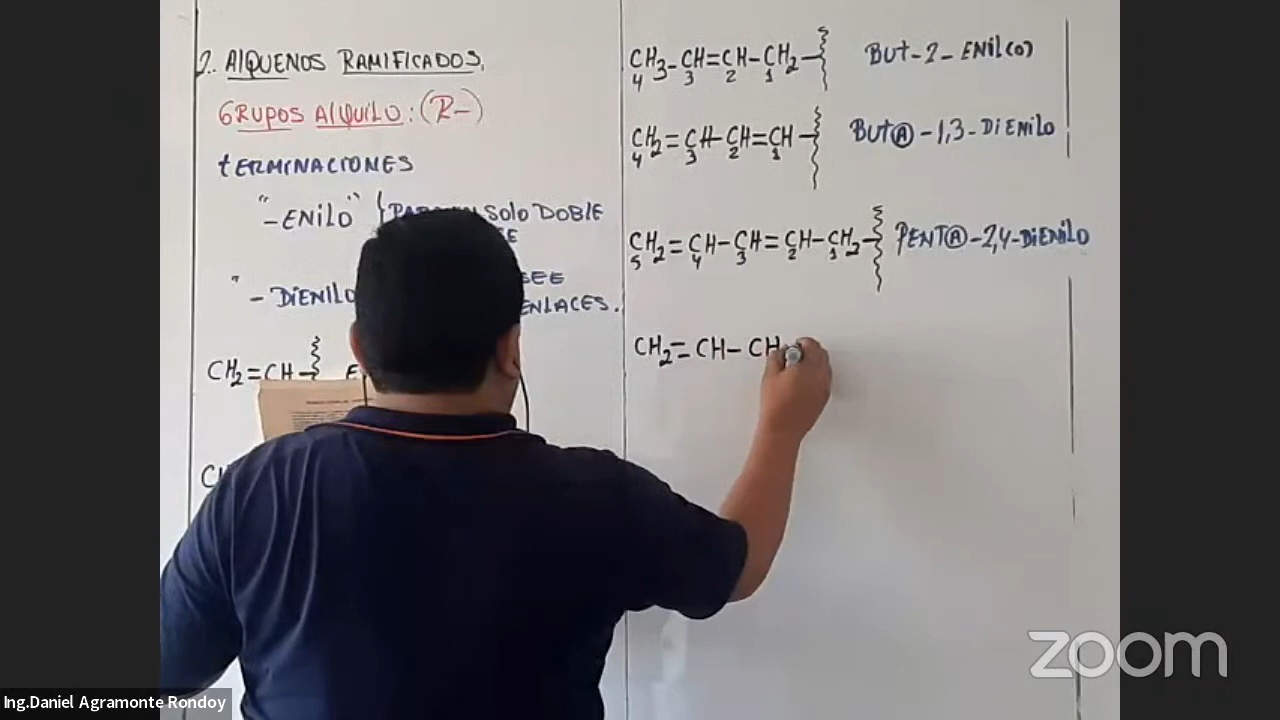 2.. AlQUENOS RAMIFICADOS.
GRUPOS AlQUILO: (R-)
tERMINACIONES
"-ENilO" { PARA UN SOLO DOBlE
"-DiENilO
ENLACES.
CH2=CH-
CH3-CH=CH-CH2-
4 3 2 1
BUt-2-ENil(O)
CH2=CH-CH=CH-
4 3 2 1
BUtA-1,3-DiENilO
CH2=CH-CH=CH-CH2-
5 4 3 2 1
PENTA-2,4-DiENilO
CH2=CH-CH
zoom
Ing.Daniel Agramonte Rondoy